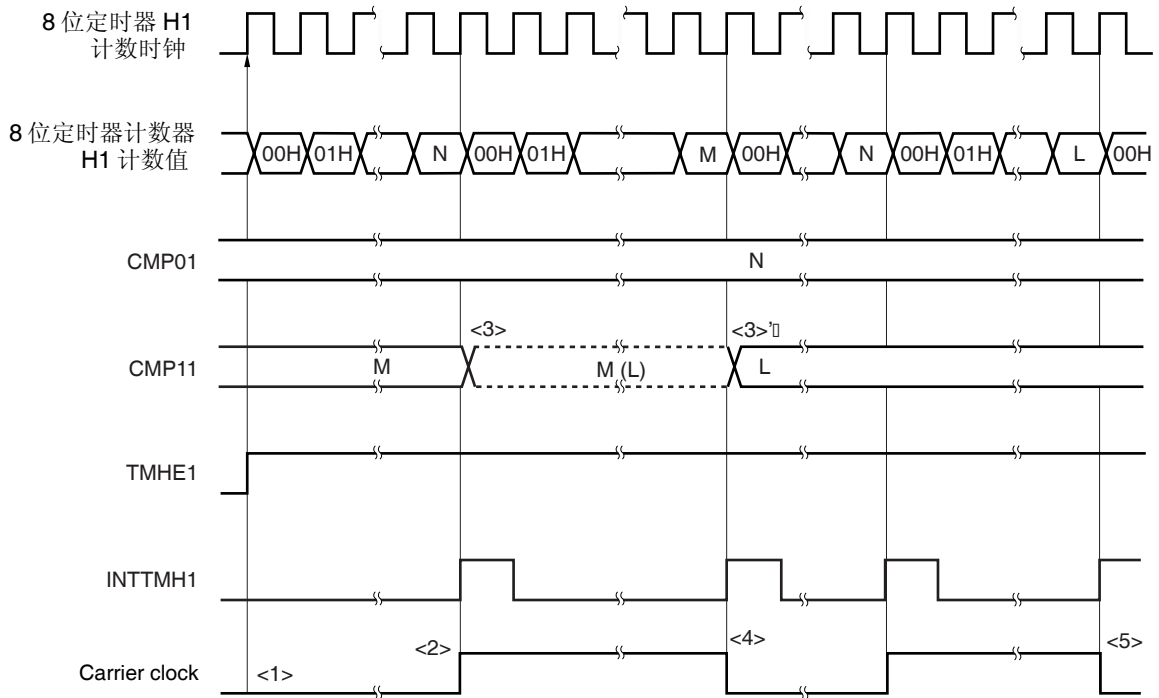 8 位定时器 H1
计数时钟
8 位定时器计数器
H1 计数值
00H 01H N 00H 01H M 00H N 00H 01H L 00H
CMP01
N
<3> <3>'▯
CMP11
M M (L) L
TMHE1
INTTMH1
<2> <4> <5>
Carrier clock <1>